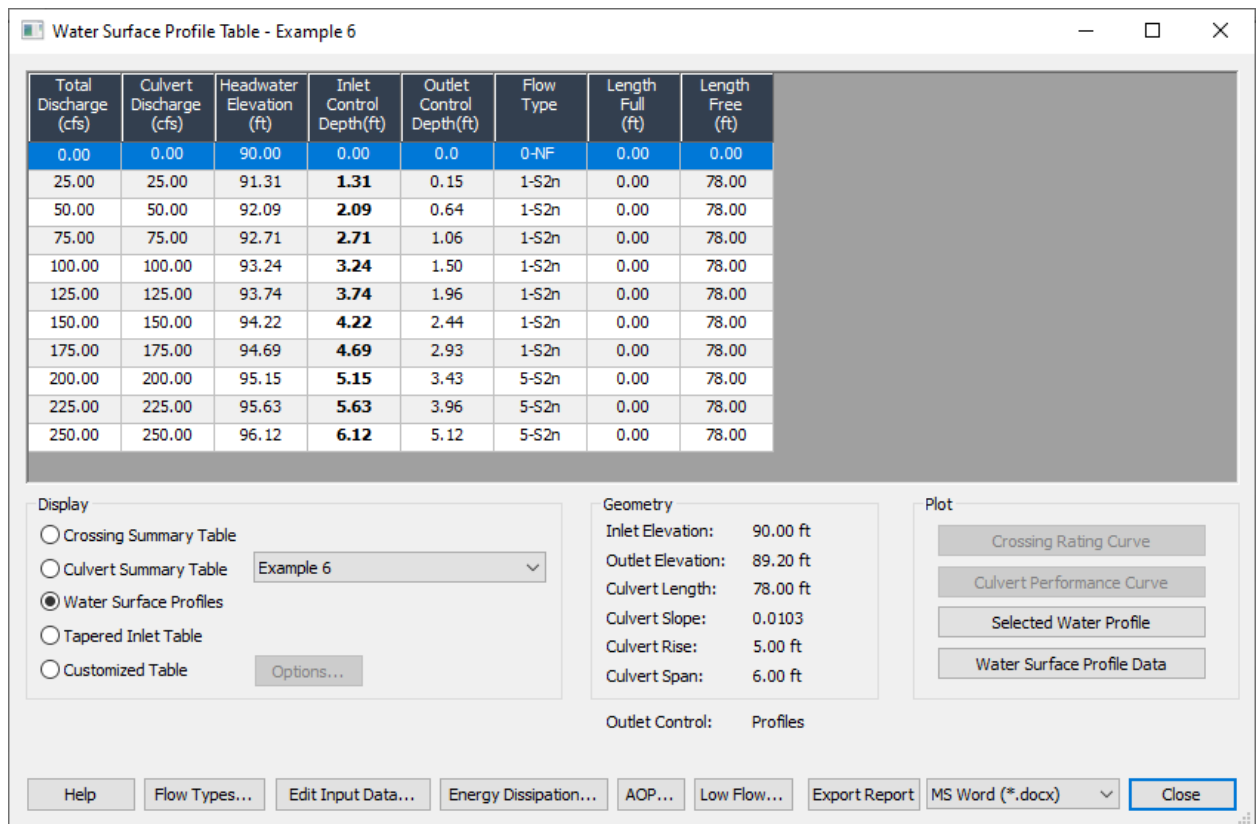 Water Surface Profile Table - Example 6
Total Discharge (cfs) Culvert Discharge (cfs) Headwater Elevation (ft) Inlet Control Depth(ft) Outlet Control Depth(ft) Flow Type Length Full (ft) Length Free (ft)
0.00 0.00 90.00 0.00 0.0 0-NF 0.00 0.00
25.00 25.00 91.31 1.31 0.15 1-S2n 0.00 78.00
50.00 50.00 92.09 2.09 0.64 1-S2n 0.00 78.00
75.00 75.00 92.71 2.71 1.06 1-S2n 0.00 78.00
100.00 100.00 93.24 3.24 1.50 1-S2n 0.00 78.00
125.00 125.00 93.74 3.74 1.96 1-S2n 0.00 78.00
150.00 150.00 94.22 4.22 2.44 1-S2n 0.00 78.00
175.00 175.00 94.69 4.69 2.93 1-S2n 0.00 78.00
200.00 200.00 95.15 5.15 3.43 5-S2n 0.00 78.00
225.00 225.00 95.63 5.63 3.96 5-S2n 0.00 78.00
250.00 250.00 96.12 6.12 5.12 5-S2n 0.00 78.00
Display
Crossing Summary Table
Culvert Summary Table Example 6
Water Surface Profiles
Tapered Inlet Table
Customized Table Options...
Geometry
Inlet Elevation: 90.00 ft
Outlet Elevation: 89.20 ft
Culvert Length: 78.00 ft
Culvert Slope: 0.0103
Culvert Rise: 5.00 ft
Culvert Span: 6.00 ft
Outlet Control: Profiles
Plot
Crossing Rating Curve
Culvert Performance Curve
Selected Water Profile
Water Surface Profile Data
Help Flow Types... Edit Input Data... Energy Dissipation... AOP... Low Flow... Export Report MS Word (*.docx) Close